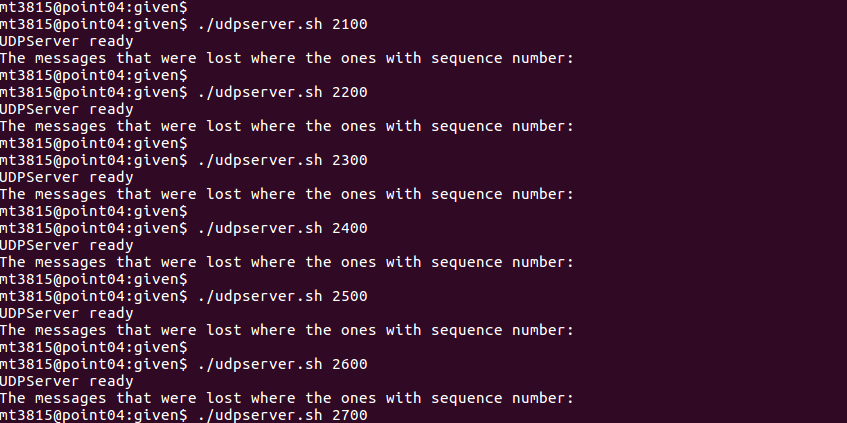 mt3815@point04:given$
mt3815@point04:given$ ./udpserver.sh 2100
UDPServer ready
The messages that were lost where the ones with sequence number:
mt3815@point04:given$
mt3815@point04:given$ ./udpserver.sh 2200
UDPServer ready
The messages that were lost where the ones with sequence number:
mt3815@point04:given$
mt3815@point04:given$ ./udpserver.sh 2300
UDPServer ready
The messages that were lost where the ones with sequence number:
mt3815@point04:given$
mt3815@point04:given$ ./udpserver.sh 2400
UDPServer ready
The messages that were lost where the ones with sequence number:
mt3815@point04:given$
mt3815@point04:given$ ./udpserver.sh 2500
UDPServer ready
The messages that were lost where the ones with sequence number:
mt3815@point04:given$
mt3815@point04:given$ ./udpserver.sh 2600
UDPServer ready
The messages that were lost where the ones with sequence number:
mt3815@point04:given$ ./udpserver.sh 2700